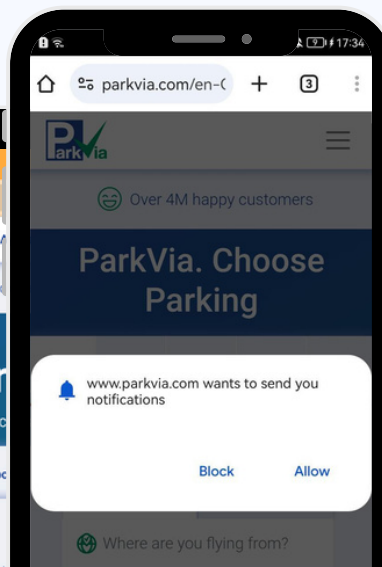 9 17:34
parkvia.com/en-G
3
ParkVia
Over 4M happy customers
ParkVia. Choose
Parking
www.parkvia.com wants to send you
notifications
Block Allow
Where are you flying from?